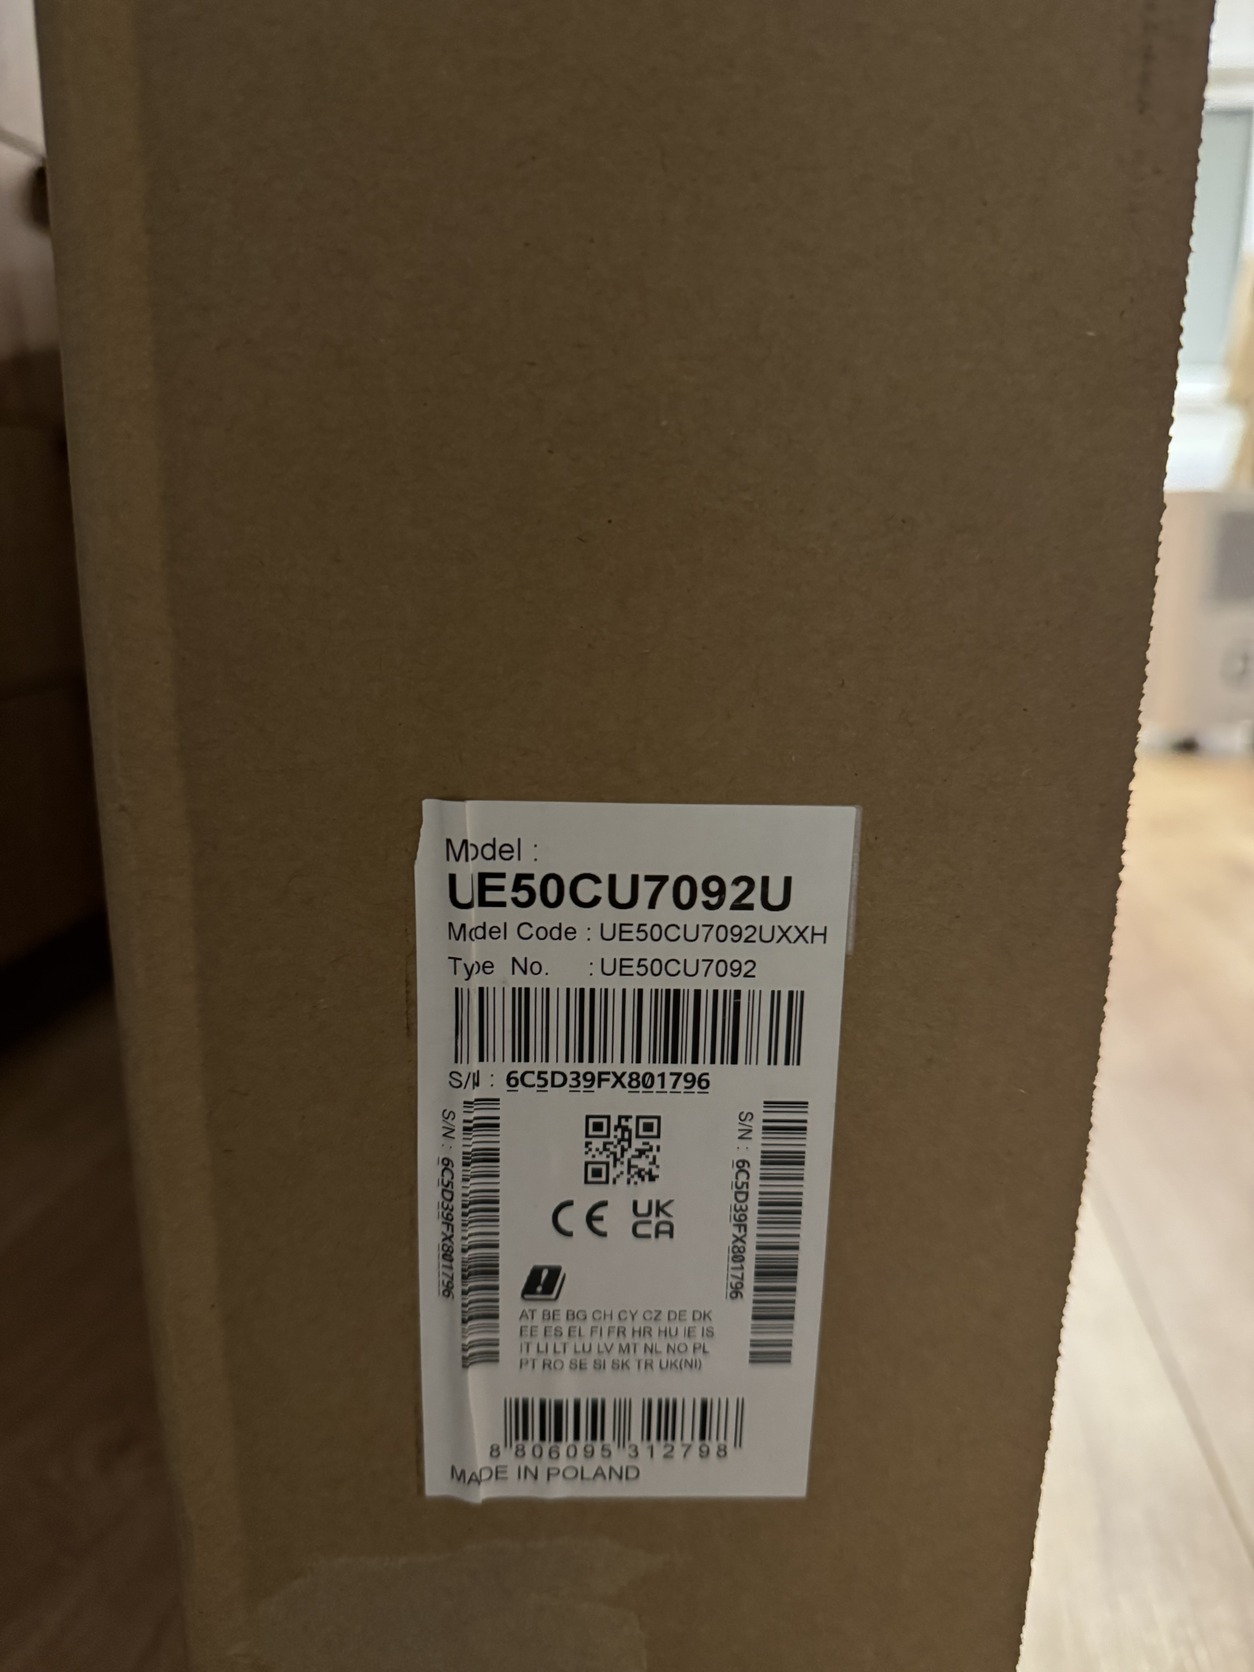 Model :
UE50CU7092U
Model Code : UE50CU7092UXXH
Type No. : UE50CU7092
S/N : 6C5D39FX801796
S/N : 6C5D39FX801796
S/N : 6C5D39FX801796
CE UK
CA
AT BE BG CH CY CZ DE DK
EE ES EL FI FR HR HU IE IS
IT LI LT LU LV MT NL NO PL
PT RO SE SI SK TR UK(NI)
8 806095 312798
MADE IN POLAND